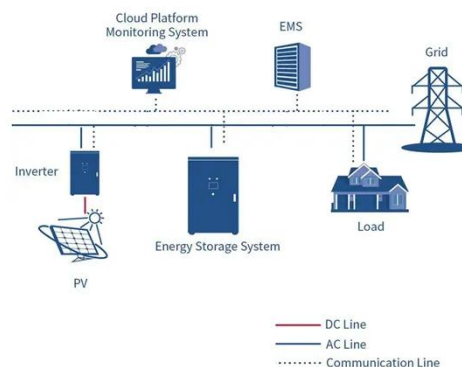 Cloud Platform
Monitoring System
EMS
Grid
Inverter
Energy Storage System
Load
PV
DC Line
AC Line
Communication Line